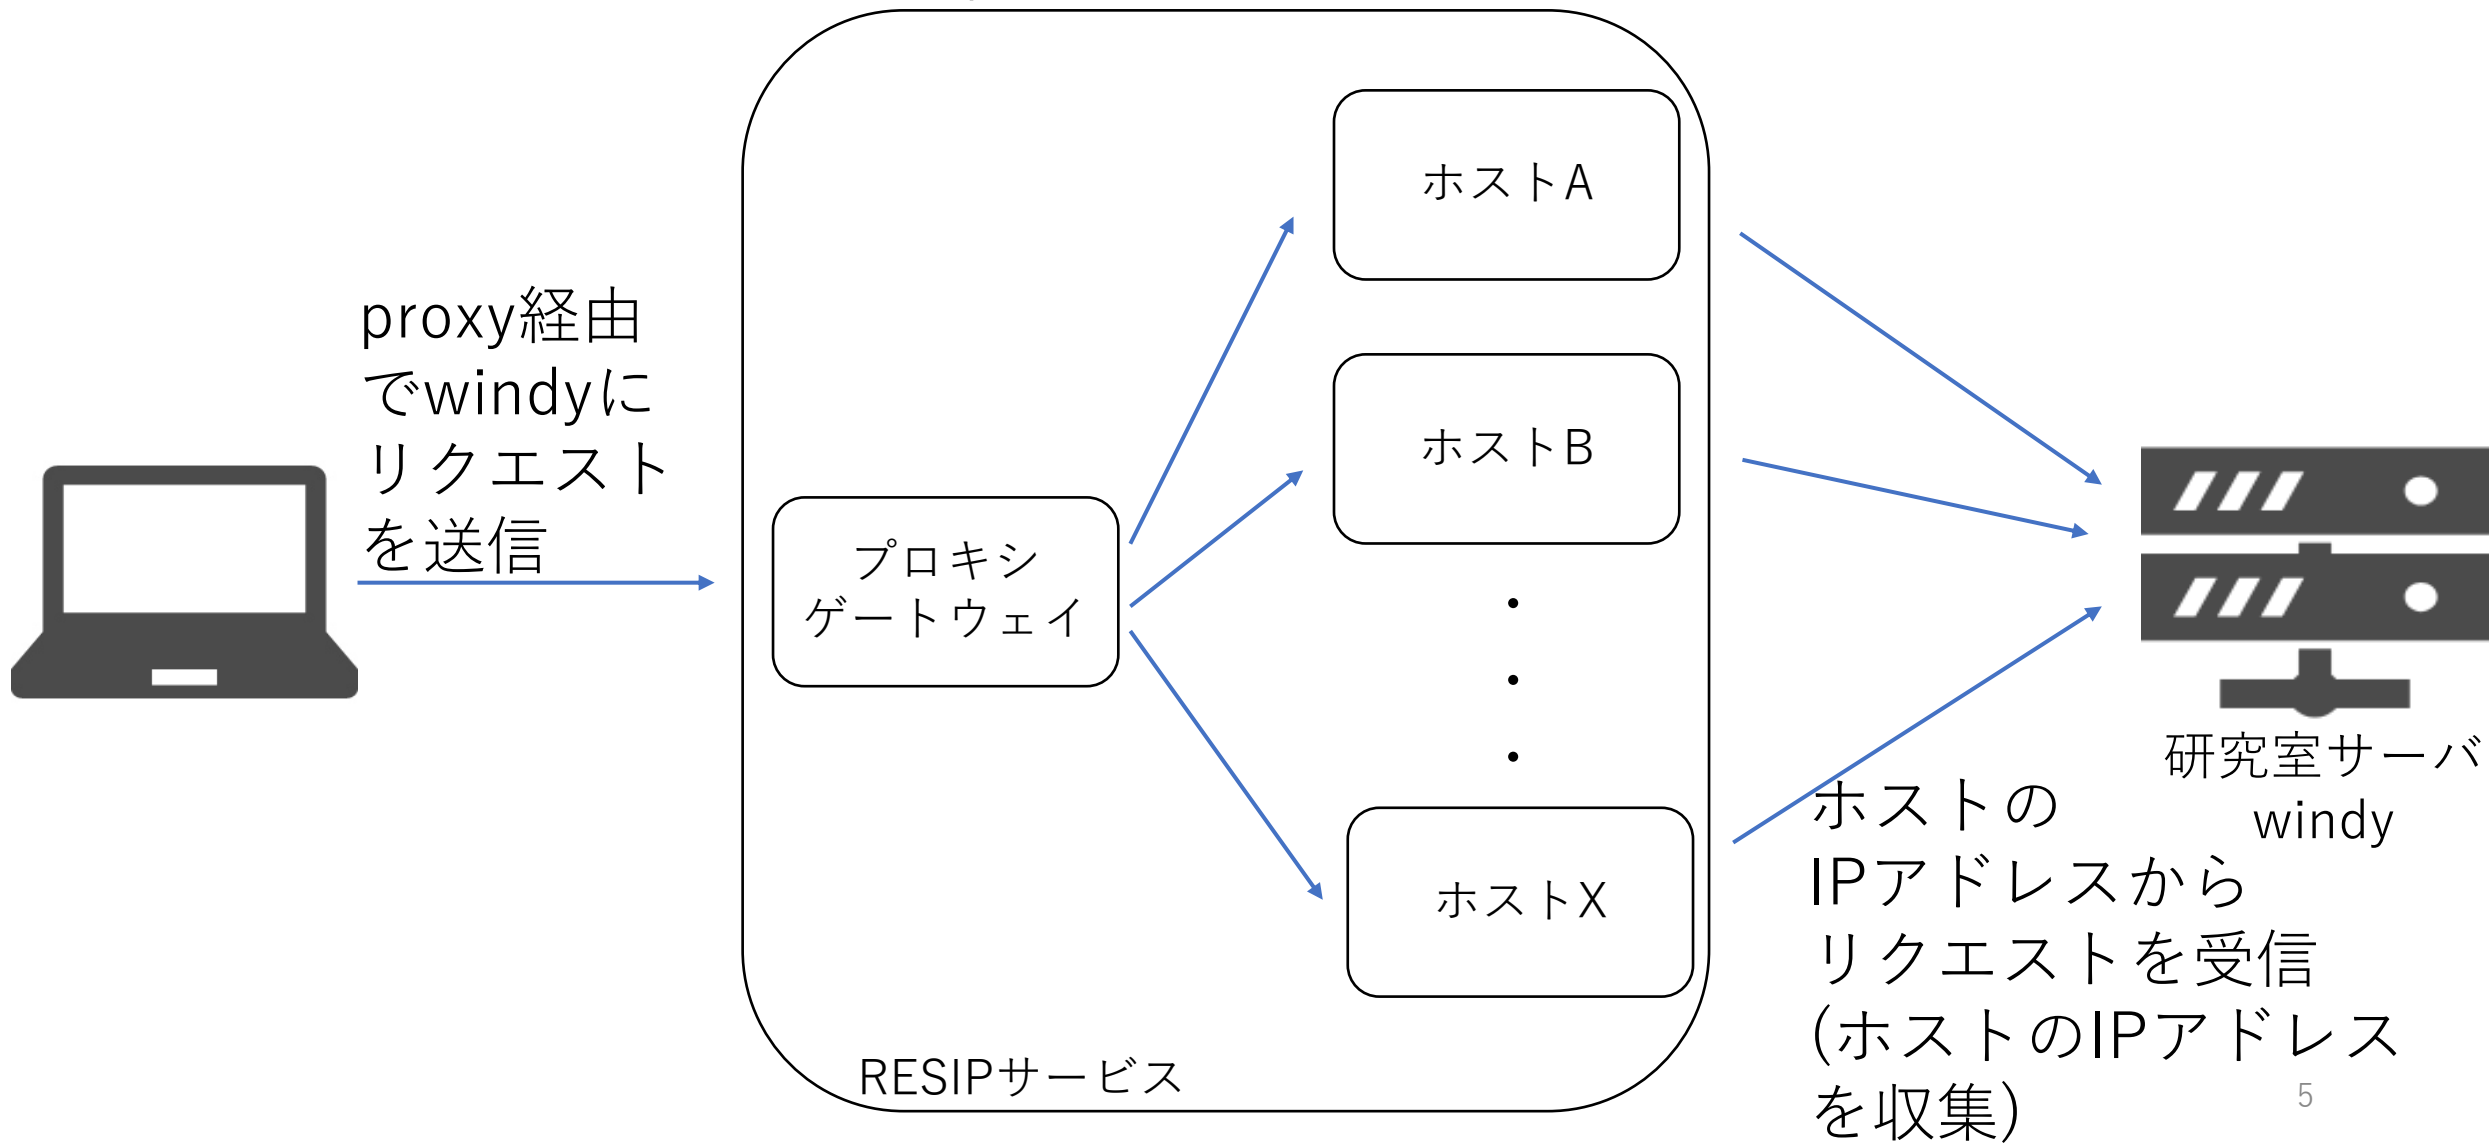 proxy経由
でwindyに
リクエスト
を送信
プロキシ
ゲートウェイ
ホストA
ホストB
・
・
・
ホストX
RESIPサービス
研究室サーバ
windy
ホストの
IPアドレスから
リクエストを受信
(ホストのIPアドレス
を収集)
5